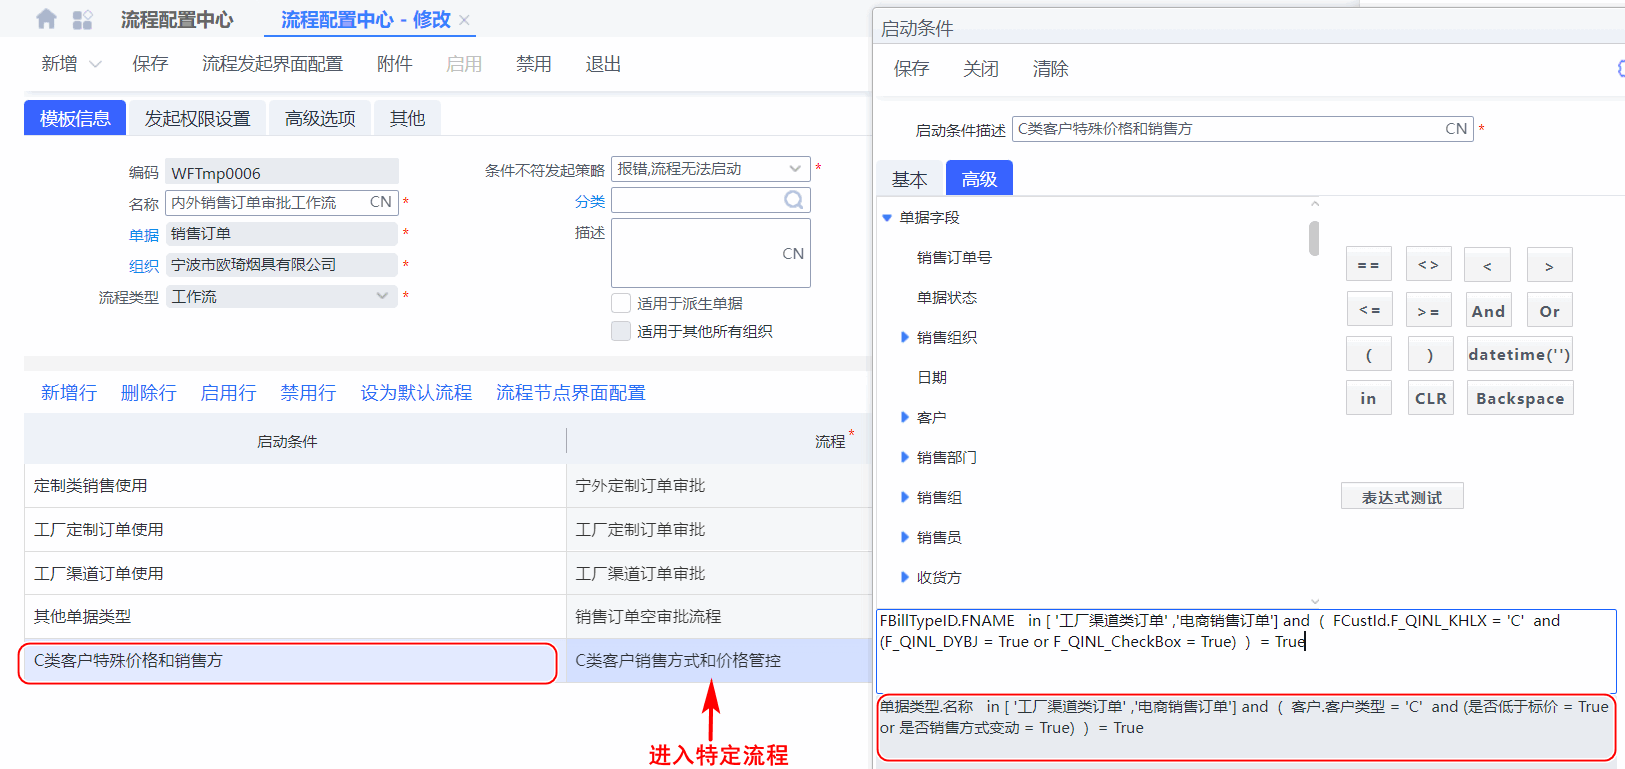 流程配置中心
流程配置中心 - 修改 ×
新增
保存
流程发起界面配置
附件
启用
禁用
退出
模板信息
发起权限设置
高级选项
其他
编码 WFTmp0006
名称 内外销售订单审批工作流 CN *
单据 销售订单 *
组织 宁波市欧琦烟具有限公司 *
流程类型 工作流 *
条件不符发起策略 报错,流程无法启动 *
分类
描述 CN
适用于派生单据
适用于其他所有组织
新增行
删除行
启用行
禁用行
设为默认流程
流程节点界面配置
启动条件 流程 *
定制类销售使用 宁外定制订单审批
工厂定制订单使用 工厂定制订单审批
工厂渠道订单使用 工厂渠道订单审批
其他单据类型 销售订单空审批流程
C类客户特殊价格和销售方 C类客户销售方式和价格管控
进入特定流程
启动条件
保存
关闭
清除
启动条件描述 C类客户特殊价格和销售方 CN *
基本
高级
单据字段
销售订单号
单据状态
销售组织
日期
客户
销售部门
销售组
销售员
收货方
== <> < >
<= >= And Or
( ) datetime('')
in CLR Backspace
表达式测试
FBillTypeID.FNAME in [ '工厂渠道类订单' ,'电商销售订单'] and ( FCustId.F_QINL_KHLX = 'C' and
(F_QINL_DYBJ = True or F_QINL_CheckBox = True) ) = True
单据类型.名称 in [ '工厂渠道类订单' ,'电商销售订单'] and ( 客户.客户类型 = 'C' and (是否低于标价 = True
or 是否销售方式变动 = True) ) = True